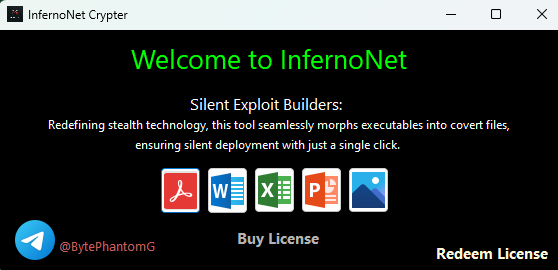 InfernoNet Crypter
Welcome to InfernoNet
Silent Exploit Builders:
Redefining stealth technology, this tool seamlessly morphs executables into covert files,
ensuring silent deployment with just a single click.
W X P
@BytePhantomG
Buy License
Redeem License